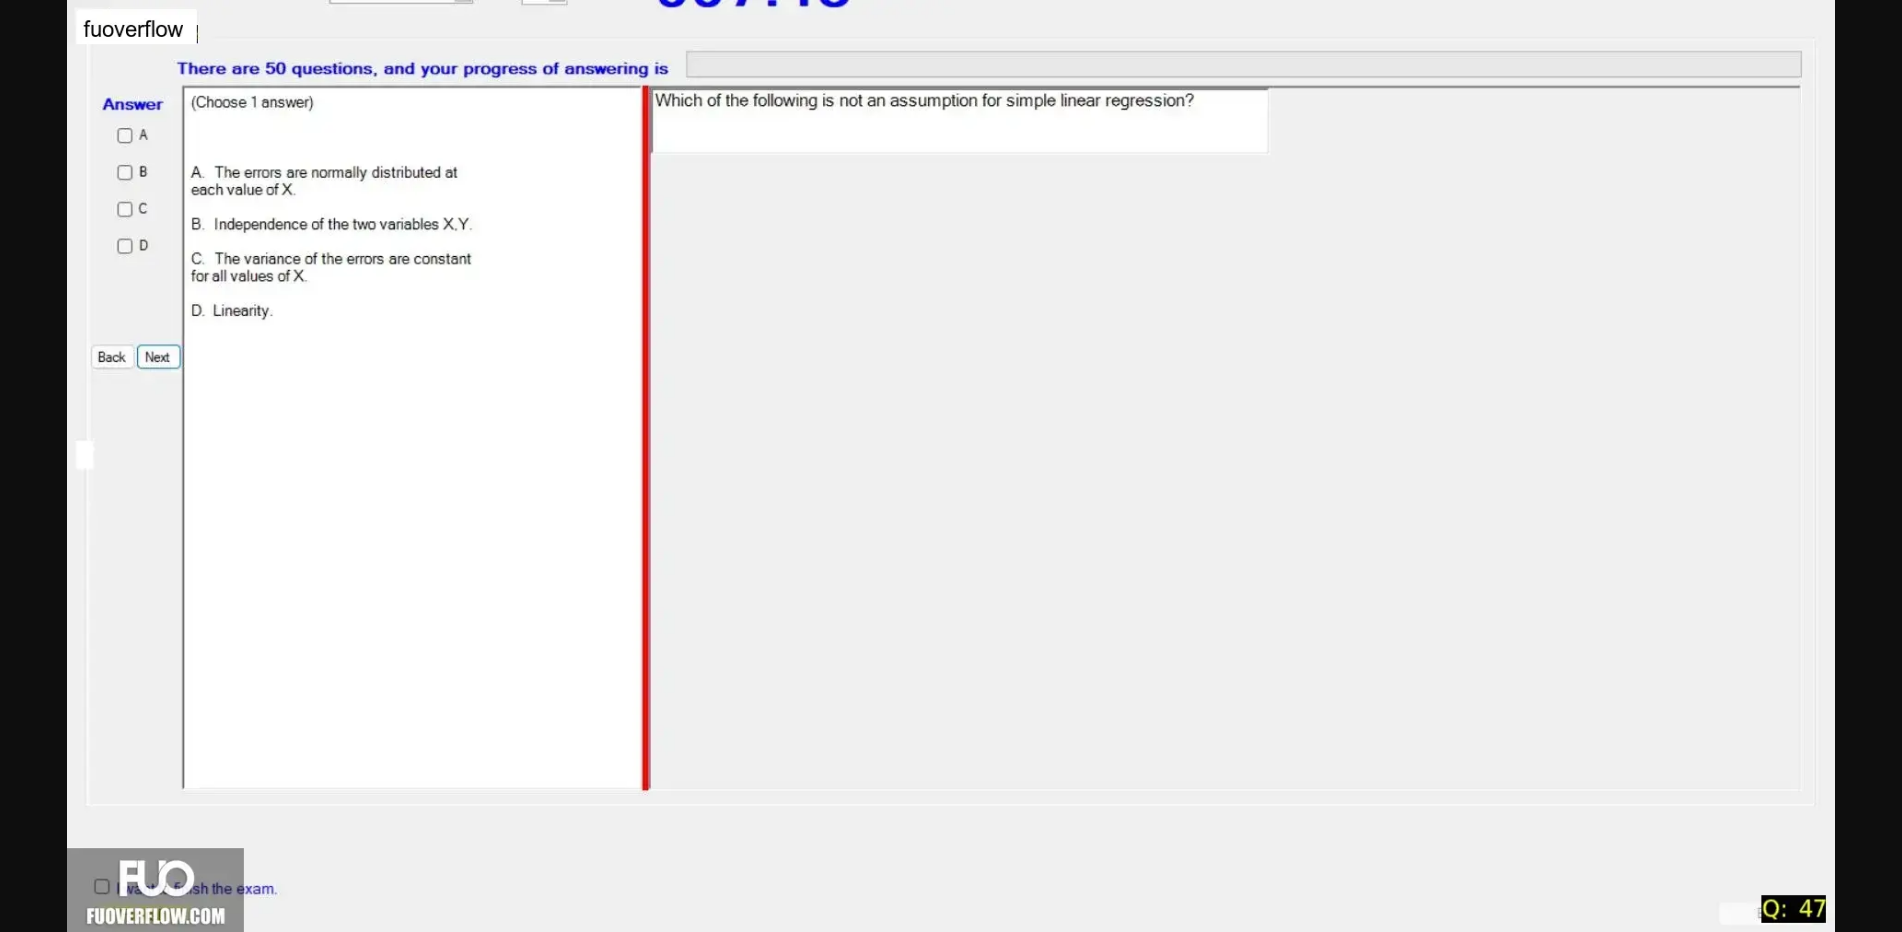 fuoverflow
There are 50 questions, and your progress of answering is
Answer
(Choose 1 answer)
Which of the following is not an assumption for simple linear regression?
A
B
C
D
A. The errors are normally distributed at
each value of X.
B. Independence of the two variables X,Y.
C. The variance of the errors are constant
for all values of X.
D. Linearity.
Back
Next
FUO
the exam.
FUOVERFLOW.COM
Q: 47